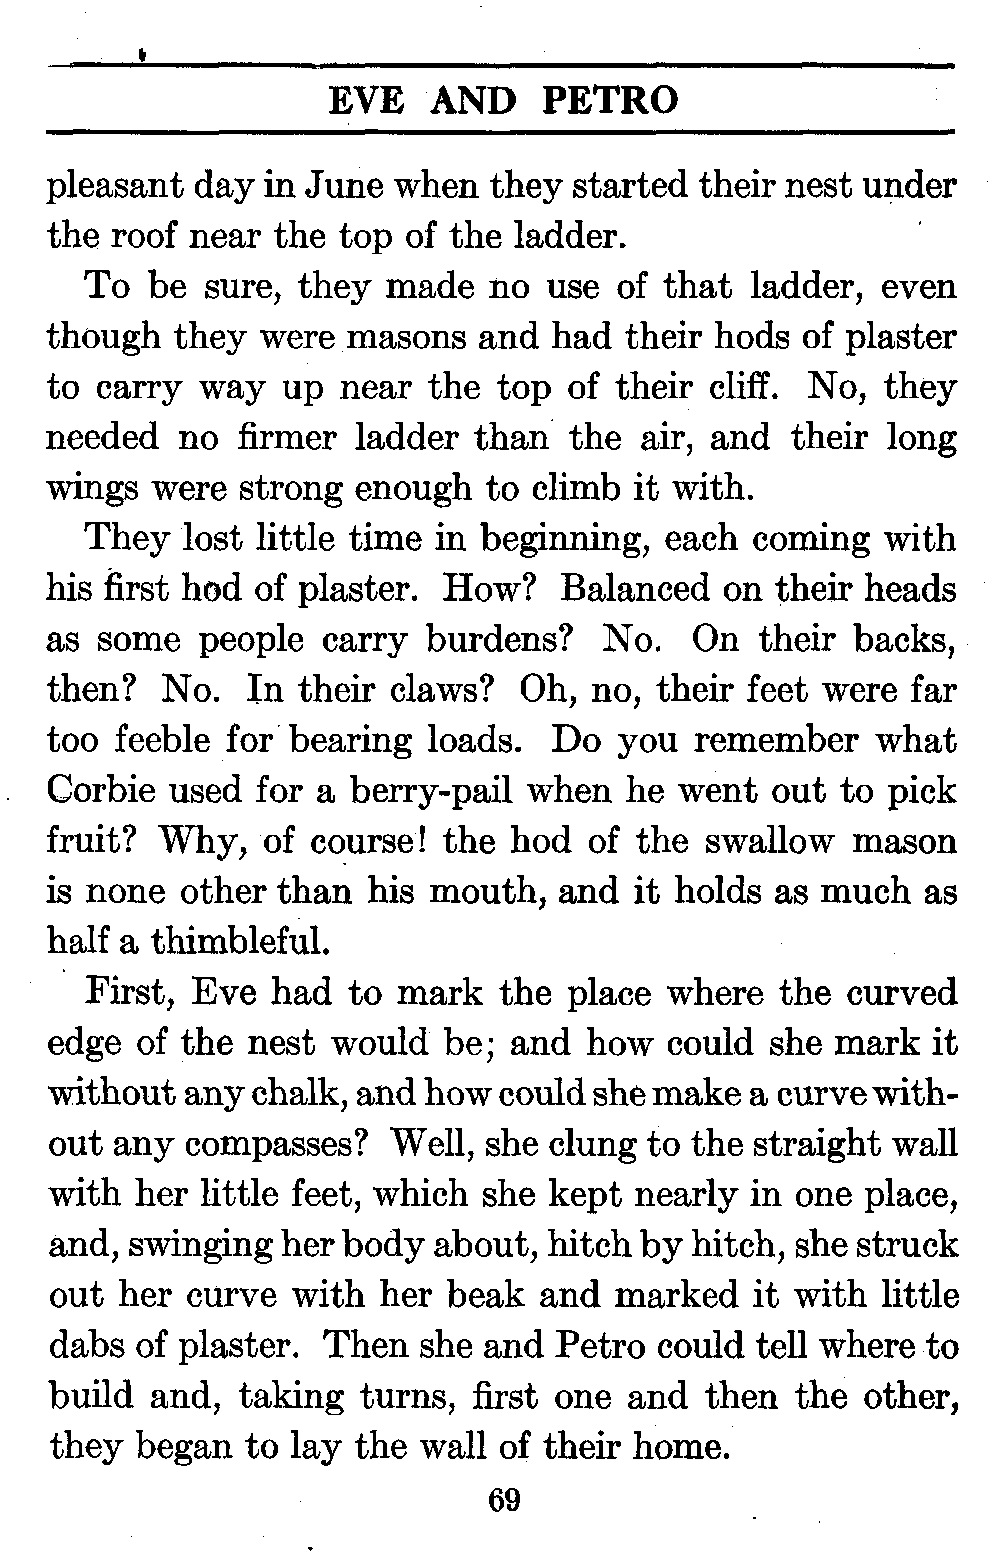 EVE AND PETRO
pleasant day in June when they started their nest under
the roof near the top of the ladder.
To be sure, they made no use of that ladder, even
though they were masons and had their hods of plaster
to carry way up near the top of their cliff. No, they
needed no firmer ladder than the air, and their long
wings were strong enough to climb it with.
They lost little time in beginning, each coming with
his first hod of plaster. How? Balanced on their heads
as some people carry burdens? No. On their backs,
then? No. In their claws? Oh, no, their feet were far
too feeble for bearing loads. Do you remember what
Corbie used for a berry-pail when he went out to pick
fruit? Why, of course! the hod of the swallow mason
is none other than his mouth, and it holds as much as
half a thimbleful.
First, Eve had to mark the place where the curved
edge of the nest would be; and how could she mark it
without any chalk, and how could she make a curve with-
out any compasses? Well, she clung to the straight wall
with her little feet, which she kept nearly in one place,
and, swinging her body about, hitch by hitch, she struck
out her curve with her beak and marked it with little
dabs of plaster. Then she and Petro could tell where to
build and, taking turns, first one and then the other,
they began to lay the wall of their home.
69